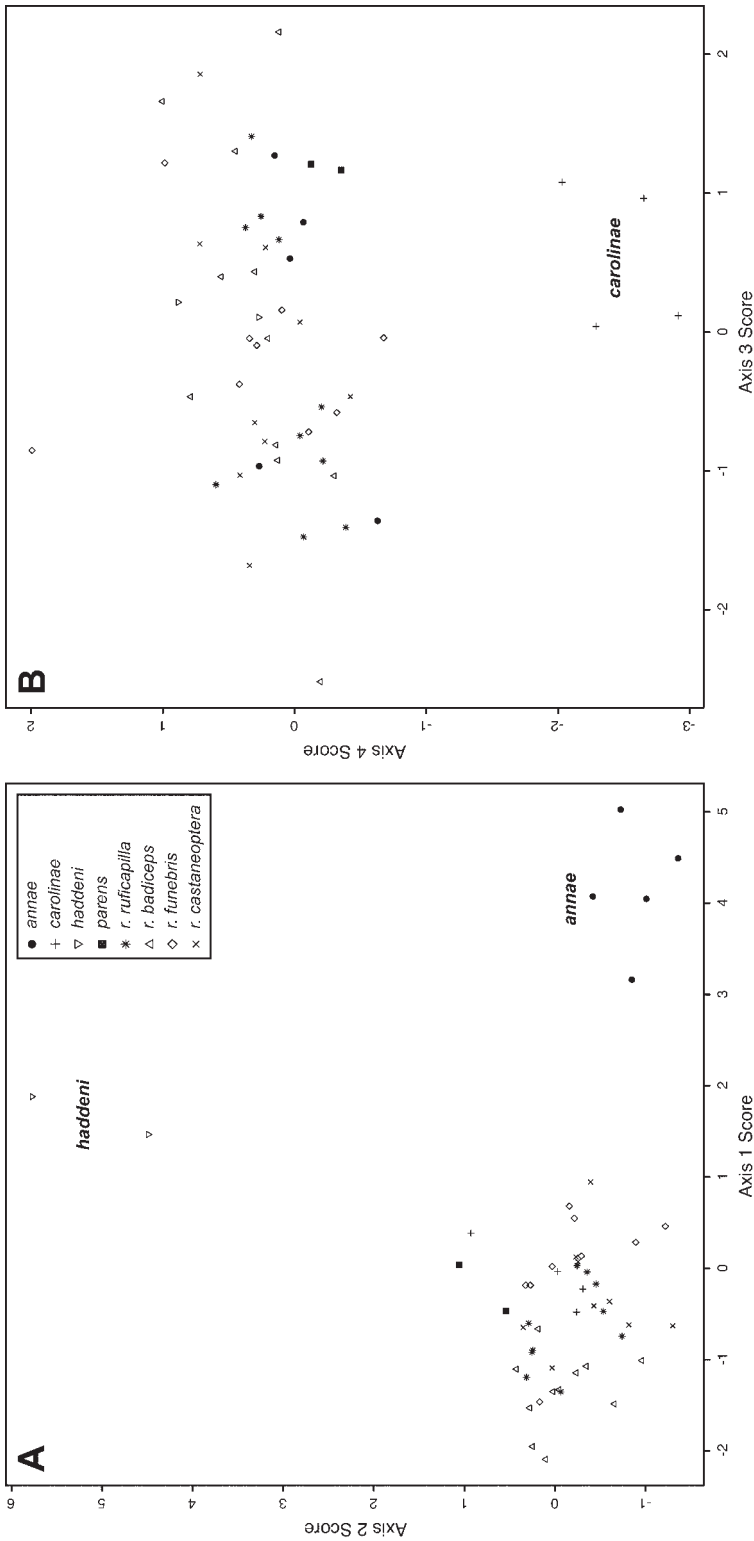 A
annae
carolinae
haddeni
parens
r. ruficapilla
r. badiceps
r. funebris
r. castaneoptera
haddeni
annae
6
5
4
3
2
1
0
-1
Axis 2 Score
-2
-1
0
1
2
3
4
5
Axis 1 Score
B
carolinae
2
1
0
-1
-2
-3
Axis 4 Score
-2
-1
0
1
2
Axis 3 Score